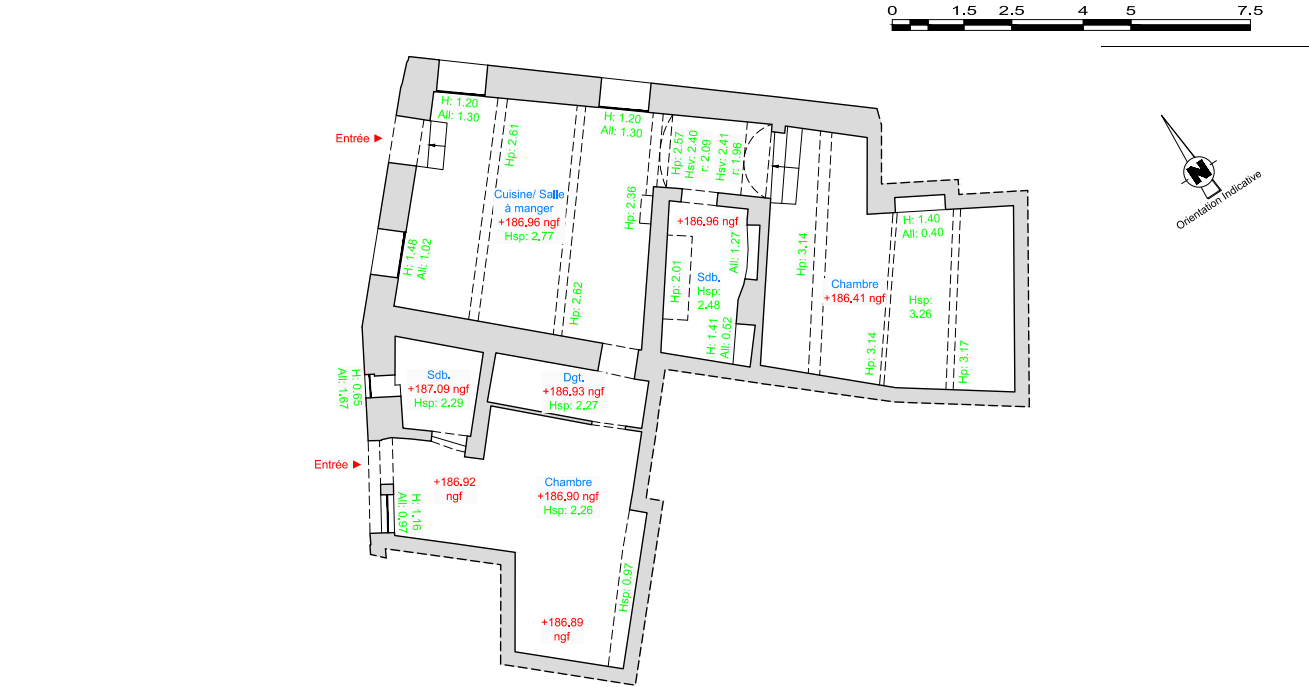 0 1.5 2.5 4 5 7.5
N
Orientation Indicative
Entrée
H: 1.20
All: 1.30
Hp: 2.61
H: 1.20
All: 1.30
Hp: 2.57
Hsv: 2.40
r: 2.09
Hsv: 2.41
r: 1.96
Cuisine/ Salle
à manger
+186.96 ngf
Hsp: 2.77
Hp: 2.36
H: 1.48
All: 1.02
Hp: 2.62
+186.96 ngf
All: 1.27
Hp: 2.01
Sdb.
Hsp:
2.48
H: 1.41
All: 0.52
Hp: 3.14
Chambre
+186.41 ngf
H: 1.40
All: 0.40
Hsp:
3.26
Hp: 3.14
Hp: 3.17
H: 0.65
All: 1.67
Sdb.
+187.09 ngf
Hsp: 2.29
Dgt.
+186.93 ngf
Hsp: 2.27
Entrée
+186.92
ngf
H: 1.16
All: 0.97
Chambre
+186.90 ngf
Hsp: 2.26
Hsp: 0.97
+186.89
ngf